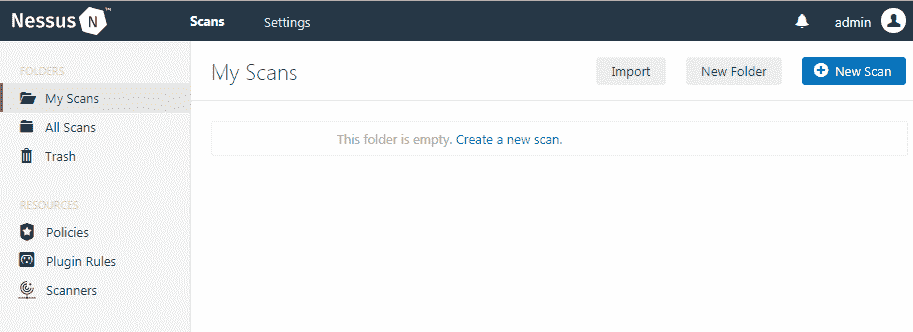 Nessus N ™ Scans Settings admin
FOLDERS
My Scans
All Scans
Trash
RESOURCES
Policies
Plugin Rules
Scanners
My Scans Import New Folder New Scan
This folder is empty. Create a new scan.